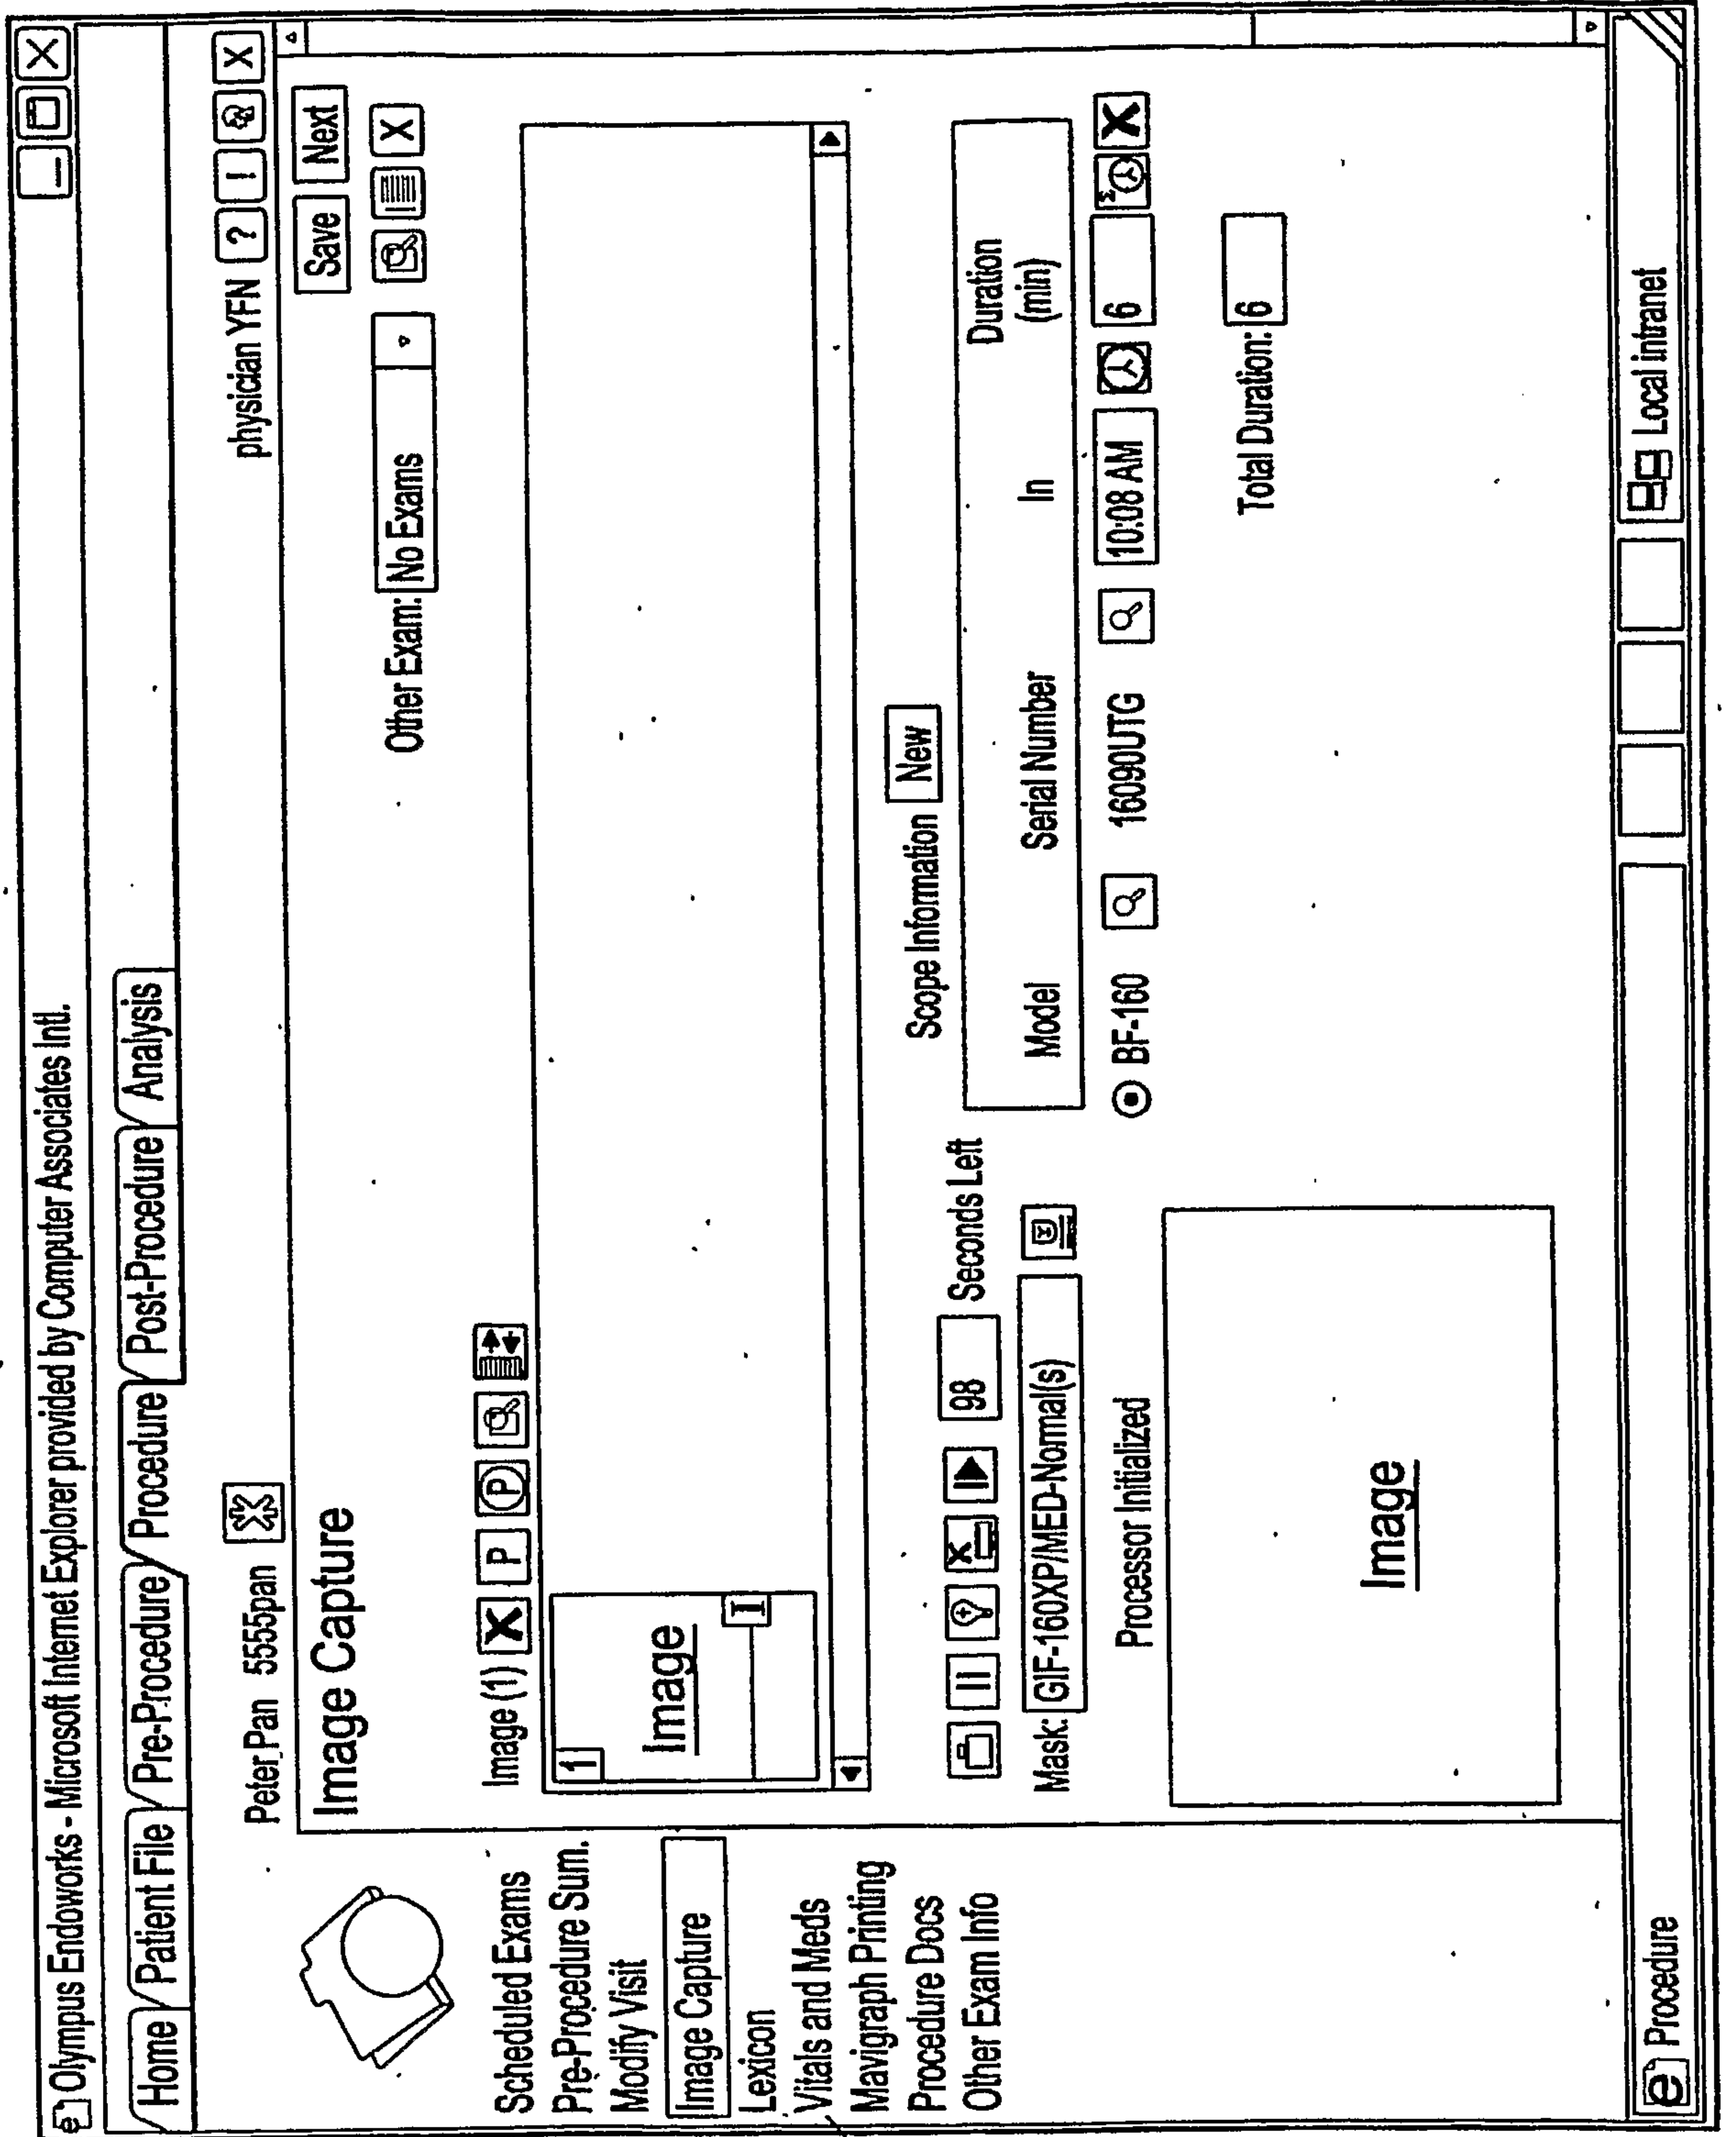 Olympus Endoworks - Microsoft Internet Explorer provided by Computer Associates Intl.
Home Patient File Pre-Procedure Procedure Post-Procedure Analysis
Peter Pan 5555pan physician YFN ? ! X
Image Capture Save Next
Other Exam: No Exams X
Image (1) X P P
1
Image
I
Scheduled Exams
Pre-Procedure Sum.
Modify Visit
Image Capture
Lexicon
Vitals and Meds
Mavigraph Printing
Procedure Docs
Other Exam Info
Scope Information New
98 Seconds Left
Mask: GIF-160XP/MED-Normal(s)
Processor Initialized
Image
Model Serial Number In Duration (min)
BF-160 16090UTG 10:08 AM 6 X
Total Duration: 6
Procedure Local intranet